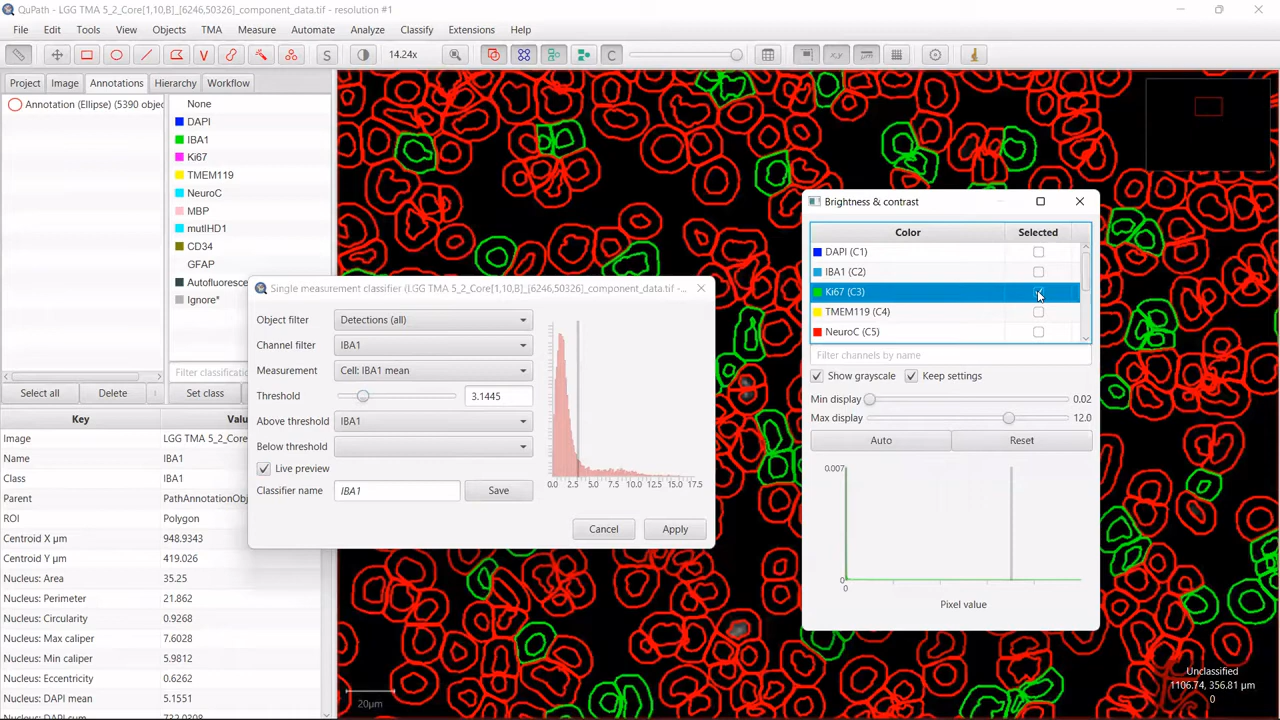 QuPath - LGG TMA 5_2_Core[1,10,B]_[6246,50326]_component_data.tif - resolution #1
File Edit Tools View Objects TMA Measure Automate Analyze Classify Extensions Help
V S 14.24x C x,y µm
Project Image Annotations Hierarchy Workflow
Annotation (Ellipse) (5390 objec
None
DAPI
IBA1
Ki67
TMEM119
NeuroC
MBP
mutIHD1
CD34
GFAP
Autofluoresce
Ignore*
Filter classificatio
Select all Delete Set class
Key Valu
Image LGG TMA 5_2_Core
Name IBA1
Class IBA1
Parent PathAnnotationObj
ROI Polygon
Centroid X µm 948.9343
Centroid Y µm 419.026
Nucleus: Area 35.25
Nucleus: Perimeter 21.862
Nucleus: Circularity 0.9268
Nucleus: Max caliper 7.6028
Nucleus: Min caliper 5.9812
Nucleus: Eccentricity 0.6262
Nucleus: DAPI mean 5.1551
Nucleus: DAPI sum 732.0208
Single measurement classifier (LGG TMA 5_2_Core[1,10,B]_[6246,50326]_component_data.tif -...
Object filter Detections (all)
Channel filter IBA1
Measurement Cell: IBA1 mean
Threshold 3.1445
Above threshold IBA1
Below threshold
Live preview
Classifier name IBA1 Save
0.0 2.5 5.0 7.5 10.0 12.5 15.0 17.5
Cancel Apply
Brightness & contrast
Color Selected
DAPI (C1)
IBA1 (C2)
Ki67 (C3)
TMEM119 (C4)
NeuroC (C5)
Filter channels by name
Show grayscale Keep settings
Min display 0.02
Max display 12.0
Auto Reset
0.007
0
0
Pixel value
20µm
Unclassified
1106.74, 356.81 µm
0